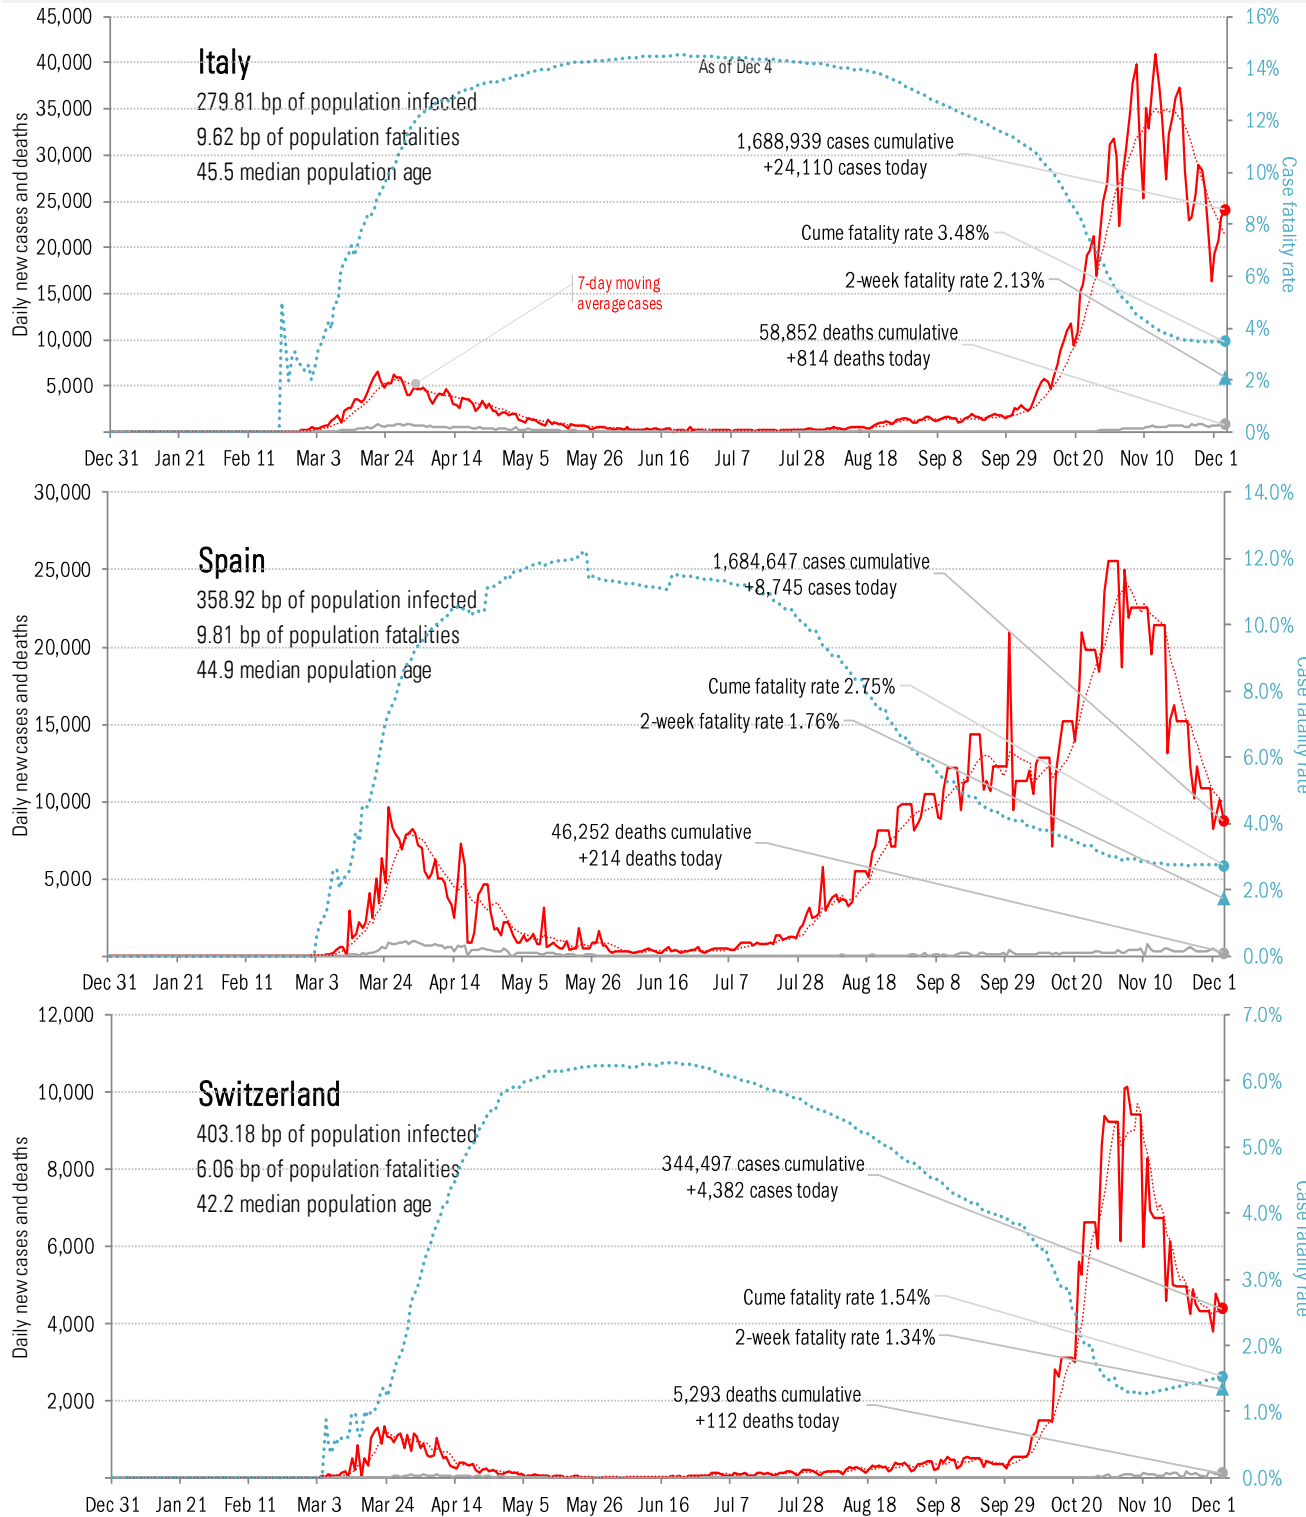 45,000
40,000
35,000
30,000
25,000
20,000
15,000
10,000
5,000
Daily new cases and deaths
Italy
279.81 bp of population infected
9.62 bp of population fatalities
45.5 median population age
As of Dec 4
1,688,939 cases cumulative
+24,110 cases today
Cume fatality rate 3.48%
2-week fatality rate 2.13%
7-day moving
average cases
58,852 deaths cumulative
+814 deaths today
16%
14%
12%
10%
8%
6%
4%
2%
0%
Case fatality rate
Dec 31 Jan 21 Feb 11 Mar 3 Mar 24 Apr 14 May 5 May 26 Jun 16 Jul 7 Jul 28 Aug 18 Sep 8 Sep 29 Oct 20 Nov 10 Dec 1
30,000
25,000
20,000
15,000
10,000
5,000
Daily new cases and deaths
Spain
358.92 bp of population infected
9.81 bp of population fatalities
44.9 median population age
1,684,647 cases cumulative
+8,745 cases today
Cume fatality rate 2.75%
2-week fatality rate 1.76%
46,252 deaths cumulative
+214 deaths today
14.0%
12.0%
10.0%
8.0%
6.0%
4.0%
2.0%
0.0%
Case fatality rate
Dec 31 Jan 21 Feb 11 Mar 3 Mar 24 Apr 14 May 5 May 26 Jun 16 Jul 7 Jul 28 Aug 18 Sep 8 Sep 29 Oct 20 Nov 10 Dec 1
12,000
10,000
8,000
6,000
4,000
2,000
Daily new cases and deaths
Switzerland
403.18 bp of population infected
6.06 bp of population fatalities
42.2 median population age
344,497 cases cumulative
+4,382 cases today
Cume fatality rate 1.54%
2-week fatality rate 1.34%
5,293 deaths cumulative
+112 deaths today
7.0%
6.0%
5.0%
4.0%
3.0%
2.0%
1.0%
0.0%
Case fatality rate
Dec 31 Jan 21 Feb 11 Mar 3 Mar 24 Apr 14 May 5 May 26 Jun 16 Jul 7 Jul 28 Aug 18 Sep 8 Sep 29 Oct 20 Nov 10 Dec 1